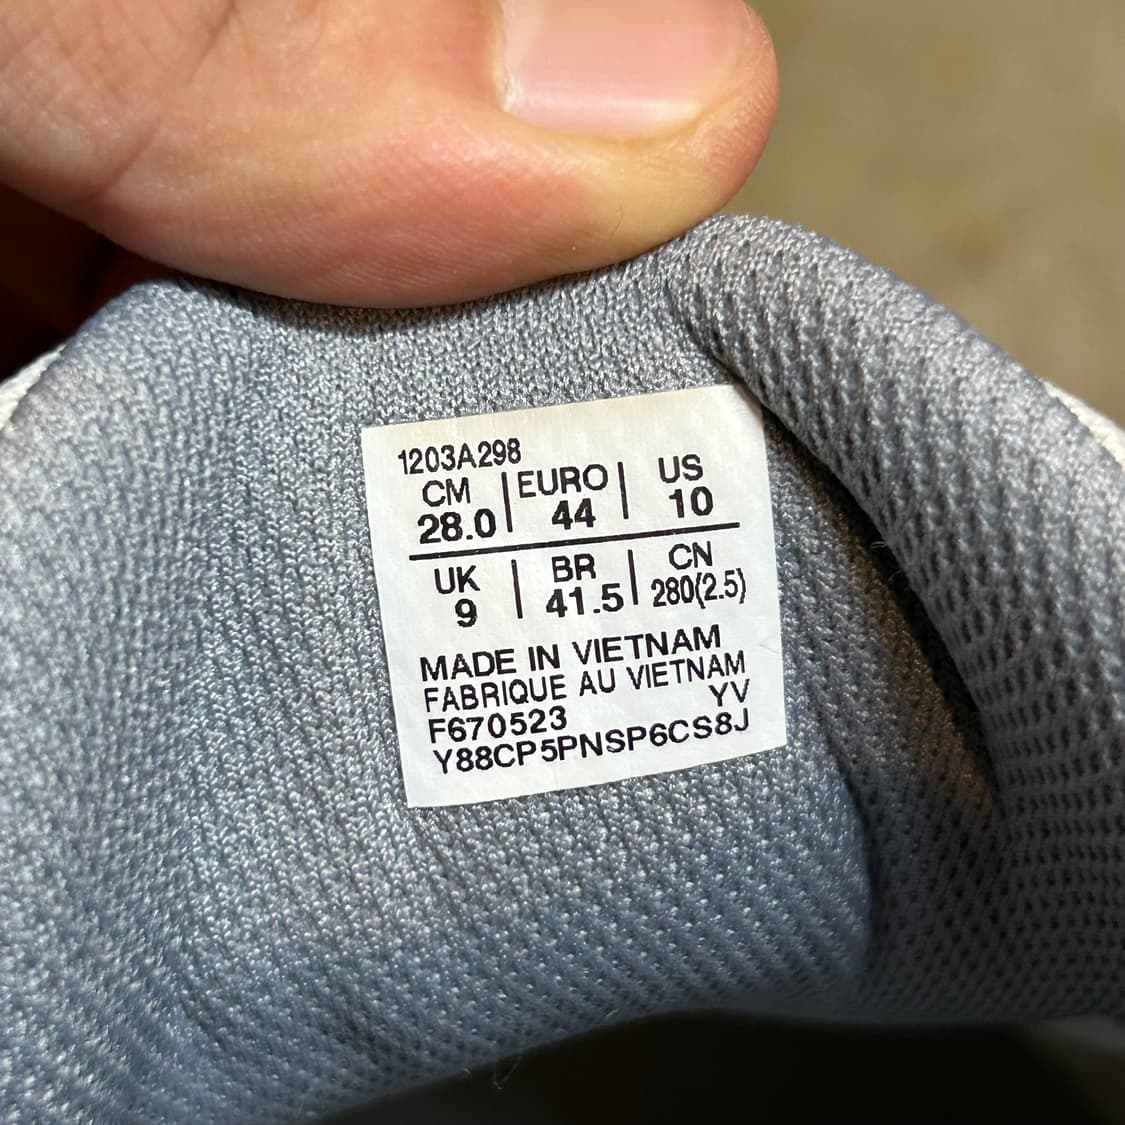 1203A298
CM | EURO | US
28.0 | 44 | 10
UK | BR | CN
9 | 41.5 | 280(2.5)
MADE IN VIETNAM
FABRIQUE AU VIETNAM
F670523 YV
Y88CP5PNSP6CS8J